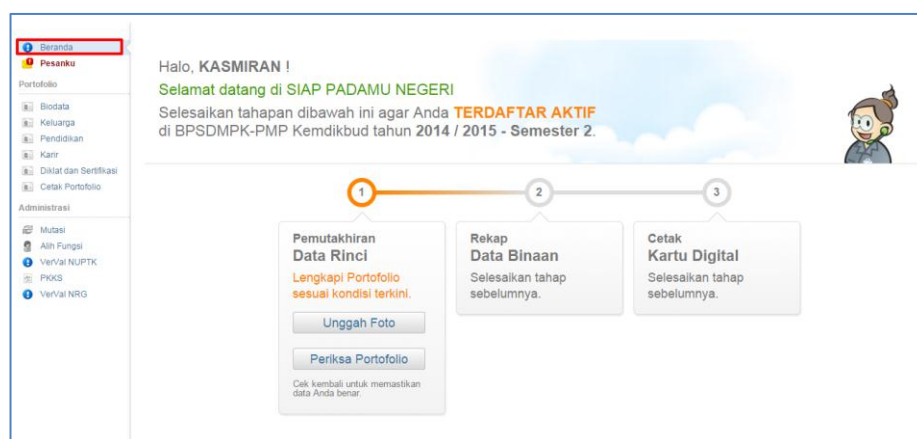 Beranda
Pesanku
Portofolio
Biodata
Keluarga
Pendidikan
Karir
Diklat dan Sertifikasi
Cetak Portofolio
Administrasi
Mutasi
Alih Fungsi
VerVal NUPTK
PKKS
VerVal NRG
Halo, KASMIRAN !
Selamat datang di SIAP PADAMU NEGERI
Selesaikan tahapan dibawah ini agar Anda TERDAFTAR AKTIF
di BPSDMPK-PMP Kemdikbud tahun 2014 / 2015 - Semester 2.
1
2
3
Pemutakhiran
Data Rinci
Lengkapi Portofolio
sesuai kondisi terkini.
Unggah Foto
Periksa Portofolio
Cek kembali untuk memastikan
data Anda benar.
Rekap
Data Binaan
Selesaikan tahap
sebelumnya.
Cetak
Kartu Digital
Selesaikan tahap
sebelumnya.